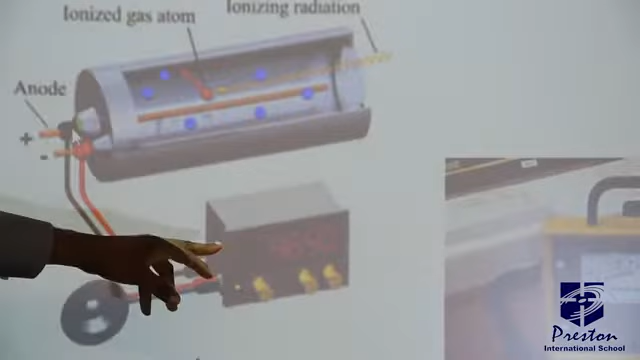 Ionized gas atom
Ionizing radiation
Anode
+
-
Preston
International School